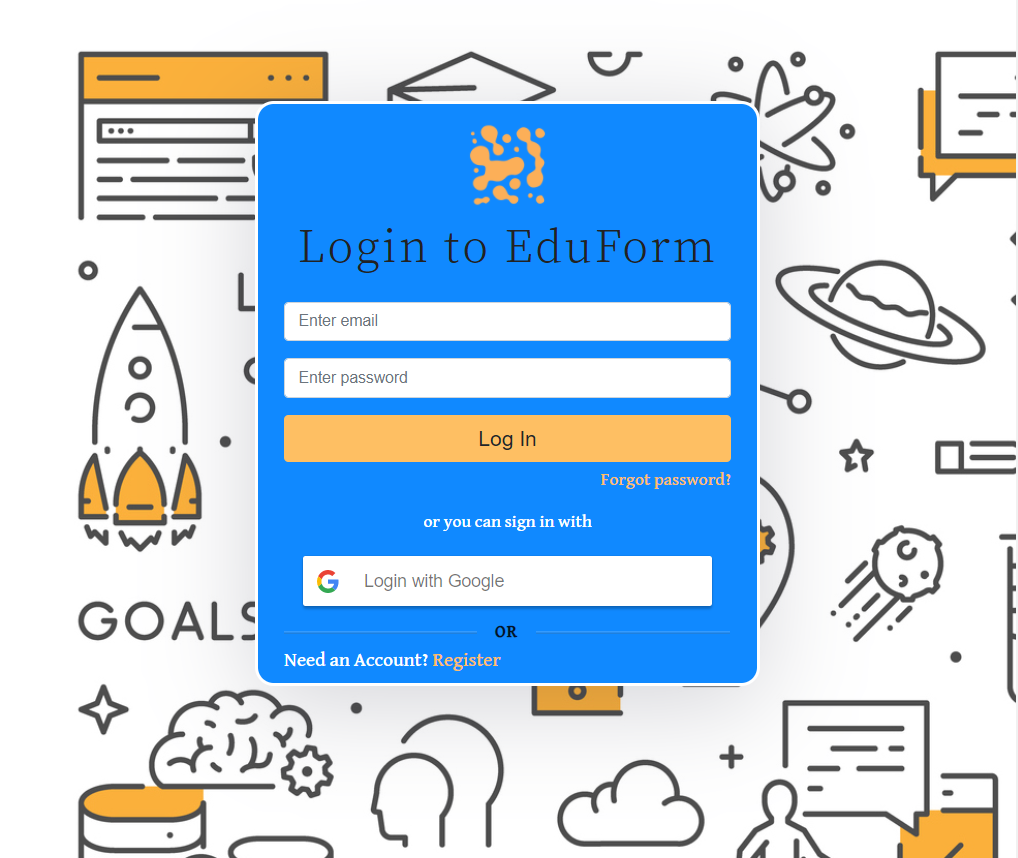 Login to EduForm
Enter email
Enter password
Log In
Forgot password?
or you can sign in with
Login with Google
OR
Need an Account? Register
GOALS